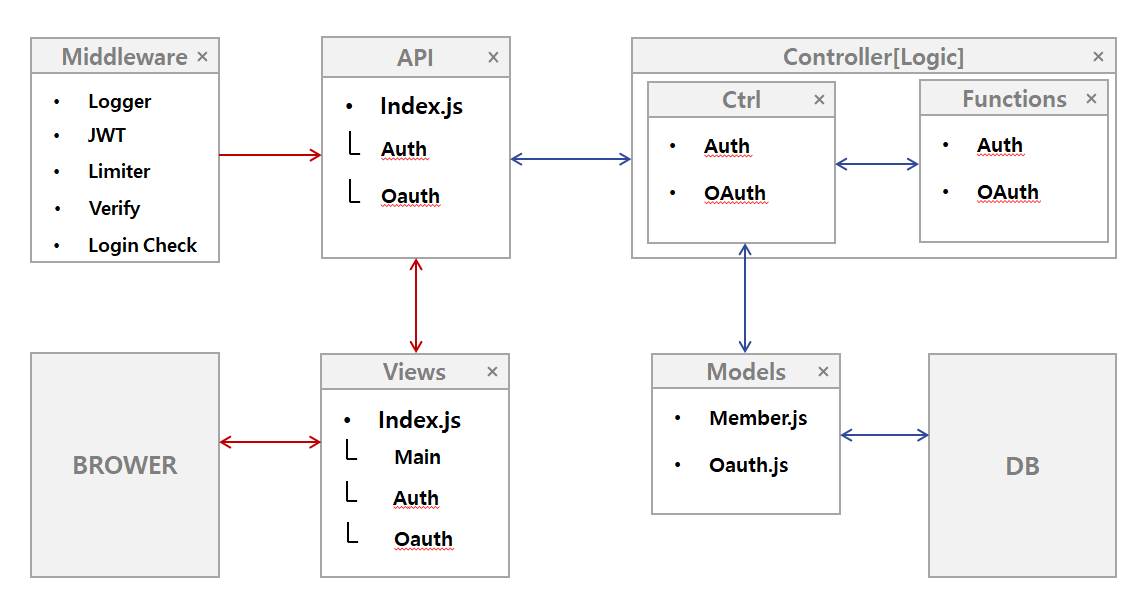 Middleware ×
• Logger
• JWT
• Limiter
• Verify
• Login Check
API ×
• Index.js
Auth
Oauth
Controller[Logic] ×
Ctrl ×
• Auth
• OAuth
Functions ×
• Auth
• OAuth
BROWER
Views ×
• Index.js
Main
Auth
Oauth
Models ×
• Member.js
• Oauth.js
DB